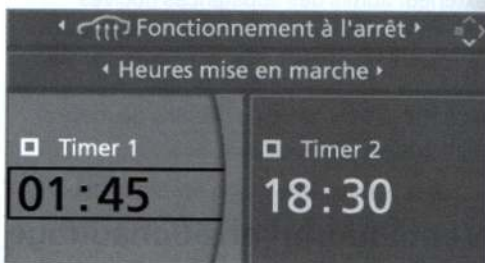 Fonctionnement à l'arrêt
Heures mise en marche
Timer 1
Timer 2
01:45
18:30